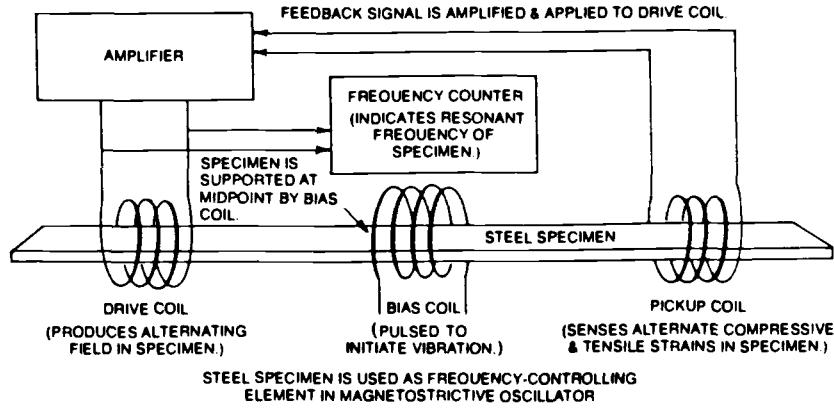 FEEDBACK SIGNAL IS AMPLIFIED & APPLIED TO DRIVE COIL.
AMPLIFIER
FREQUENCY COUNTER
(INDICATES RESONANT
FREQUENCY OF
SPECIMEN.)
SPECIMEN IS
SUPPORTED AT
MIDPOINT BY BIAS
COIL.
STEEL SPECIMEN
DRIVE COIL
(PRODUCES ALTERNATING
FIELD IN SPECIMEN.)
BIAS COIL
(PULSED TO
INITIATE VIBRATION.)
PICKUP COIL
(SENSES ALTERNATE COMPRESSIVE
& TENSILE STRAINS IN SPECIMEN.)
STEEL SPECIMEN IS USED AS FREQUENCY-CONTROLLING
ELEMENT IN MAGNETOSTRICTIVE OSCILLATOR